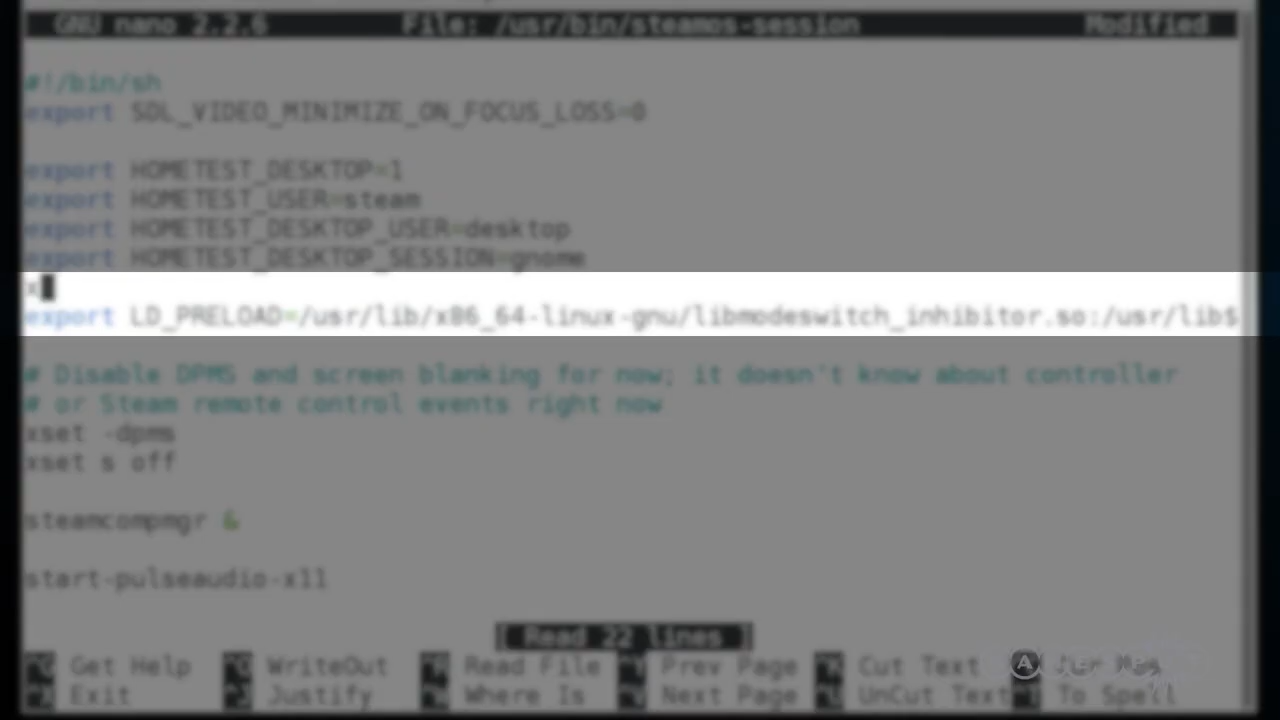 GNU nano 2.2.6 File: /usr/bin/steamos-session Modified
#!/bin/sh
export SDL_VIDEO_MINIMIZE_ON_FOCUS_LOSS=0
export HOMETEST_DESKTOP=1
export HOMETEST_USER=steam
export HOMETEST_DESKTOP_USER=desktop
export HOMETEST_DESKTOP_SESSION=gnome
x
export LD_PRELOAD=/usr/lib/x86_64-linux-gnu/libmodeswitch_inhibitor.so:/usr/lib$
# Disable DPMS and screen blanking for now; it doesn't know about controller
# or Steam remote control events right now
xset -dpms
xset s off
steamcompmgr &
start-pulseaudio-x11
[ Read 22 lines ]
^G Get Help ^O WriteOut ^R Read File ^Y Prev Page ^K Cut Text
^X Exit ^J Justify ^W Where Is ^V Next Page ^U UnCut Text ^T To Spell